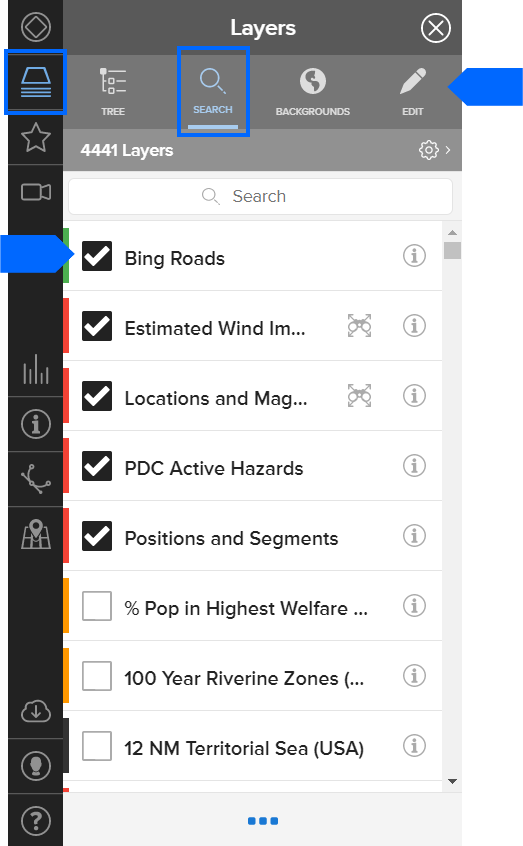 Layers
TREE SEARCH BACKGROUNDS EDIT
4441 Layers
Search
Bing Roads
Estimated Wind Im...
Locations and Mag...
PDC Active Hazards
Positions and Segments
% Pop in Highest Welfare ...
100 Year Riverine Zones (...
12 NM Territorial Sea (USA)